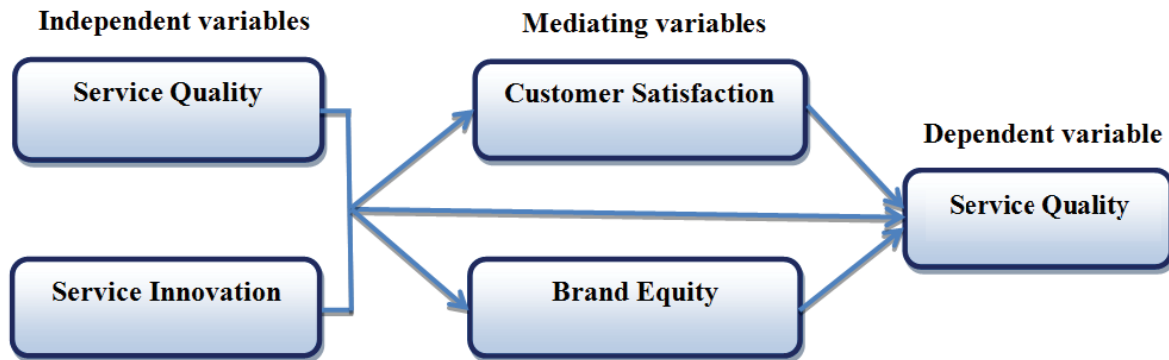 Independent variables
Mediating variables
Service Quality
Customer Satisfaction
Dependent variable
Service Quality
Service Innovation
Brand Equity